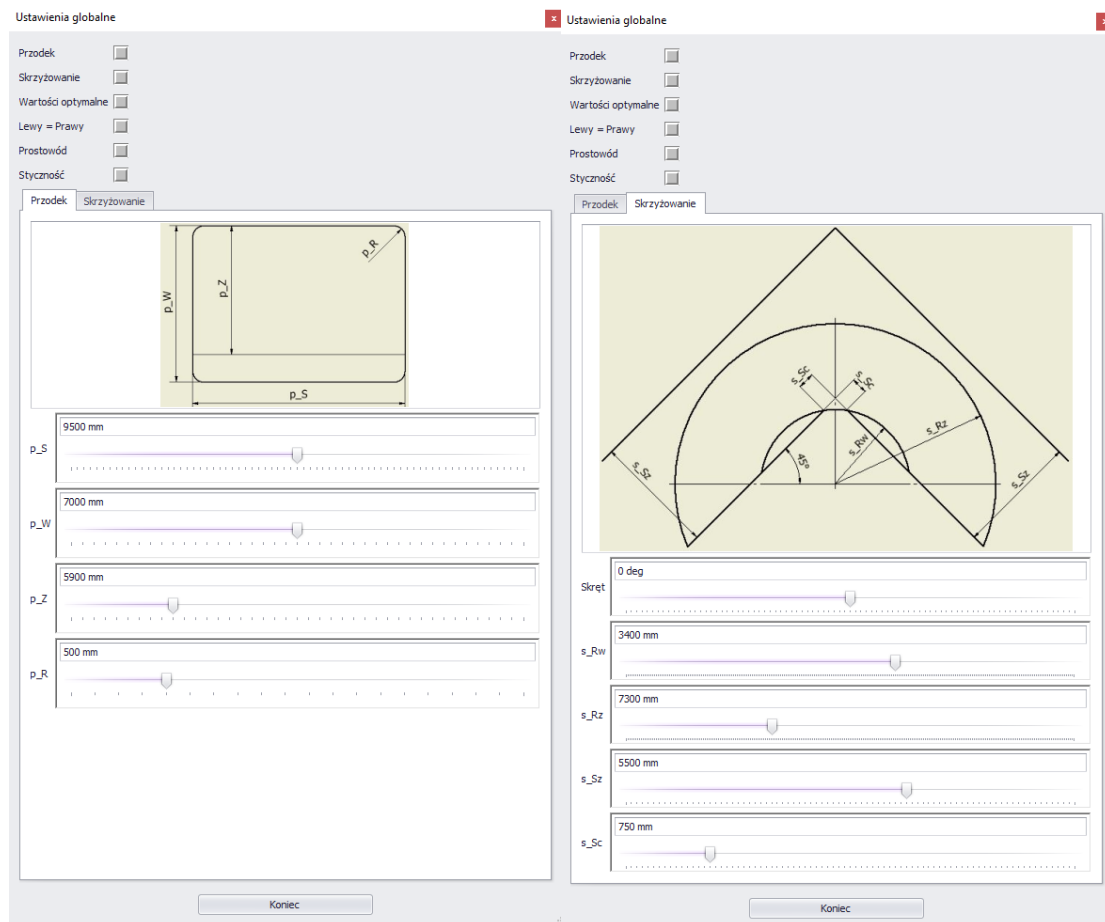 Ustawienia globalne
x
Przodek
Skrzyżowanie
Wartości optymalne
Lewy = Prawy
Prostowód
Styczność
Przodek
Skrzyżowanie
p_R
p_Z
p_W
p_S
9500 mm
p_S
7000 mm
p_W
5900 mm
p_Z
500 mm
p_R
Koniec
Ustawienia globalne
x
Przodek
Skrzyżowanie
Wartości optymalne
Lewy = Prawy
Prostowód
Styczność
Przodek
Skrzyżowanie
s_Sc
s_Sc
s_Rw
s_Rz
45°
s_Sz
s_Sz
0 deg
Skręt
3400 mm
s_Rw
7300 mm
s_Rz
5500 mm
s_Sz
750 mm
s_Sc
Koniec